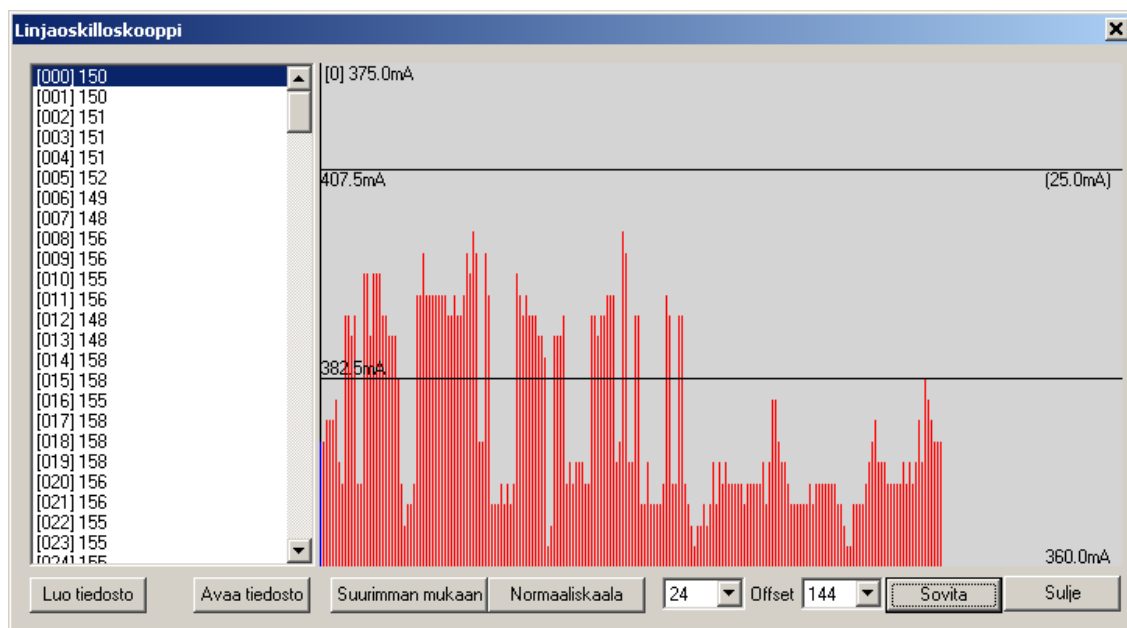 Linjaoskilloskooppi
[000] 150
[001] 150
[002] 151
[003] 151
[004] 151
[005] 152
[006] 149
[007] 148
[008] 156
[009] 156
[010] 155
[011] 156
[012] 148
[013] 148
[014] 158
[015] 158
[016] 155
[017] 158
[018] 158
[019] 158
[020] 156
[021] 156
[022] 155
[023] 155
[024] 155
[0] 375.0mA
407.5mA
(25.0mA)
382.5mA
360.0mA
Luo tiedosto
Avaa tiedosto
Suurimman mukaan
Normaaliskaala
24
Offset
144
Sovita
Sulje